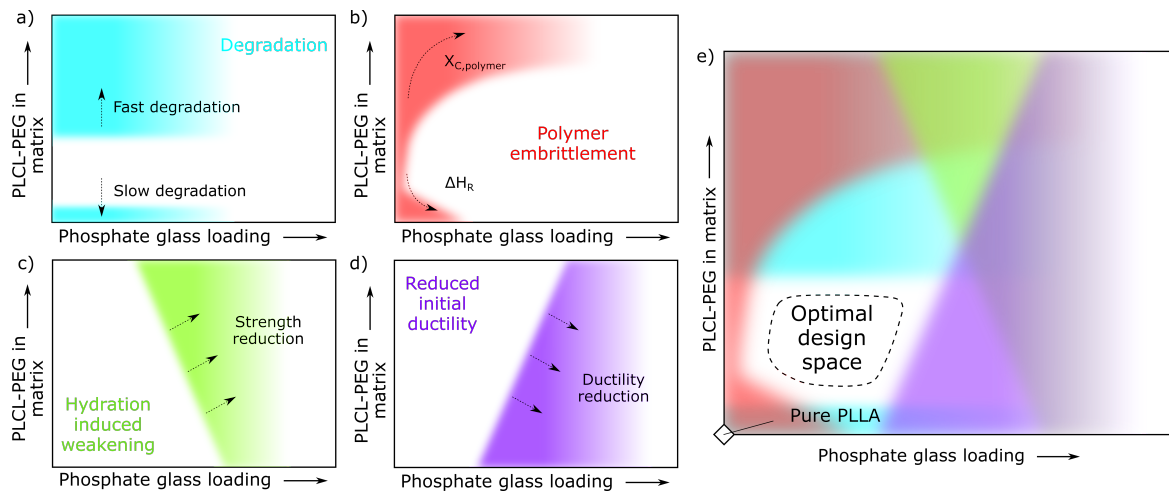 a)
Degradation
Fast degradation
Slow degradation
PLCL-PEG in
matrix
Phosphate glass loading
b)
X_C,polymer
Polymer
embrittlement
ΔH_R
PLCL-PEG in
matrix
Phosphate glass loading
c)
Strength
reduction
Hydration
induced
weakening
PLCL-PEG in
matrix
Phosphate glass loading
d)
Reduced
initial
ductility
Ductility
reduction
PLCL-PEG in
matrix
Phosphate glass loading
e)
Optimal
design
space
Pure PLLA
PLCL-PEG in matrix
Phosphate glass loading